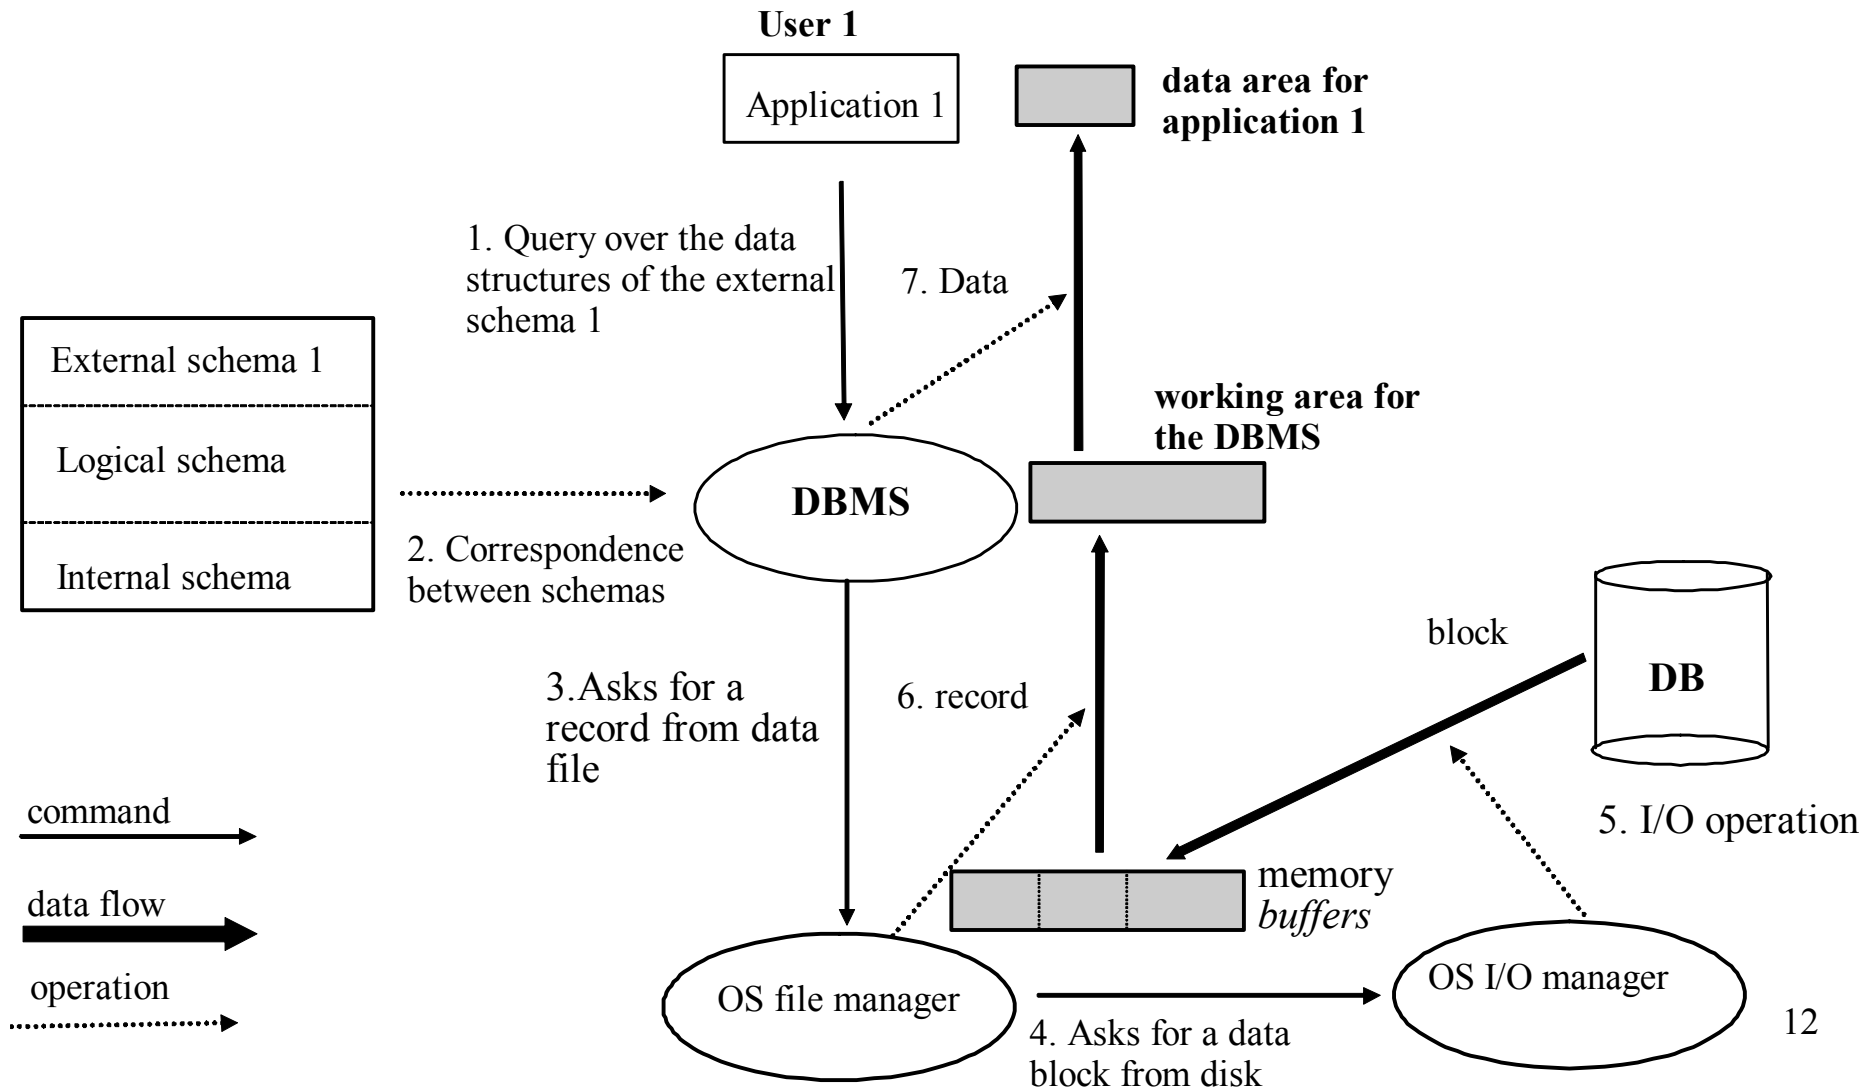 User 1
Application 1
data area for
application 1
1. Query over the data
structures of the external
schema 1
7. Data
External schema 1
Logical schema
Internal schema
working area for
the DBMS
DBMS
2. Correspondence
between schemas
block
DB
3.Asks for a
record from data
file
6. record
5. I/O operation
command
data flow
operation
memory
buffers
OS file manager
OS I/O manager
4. Asks for a data
block from disk
12